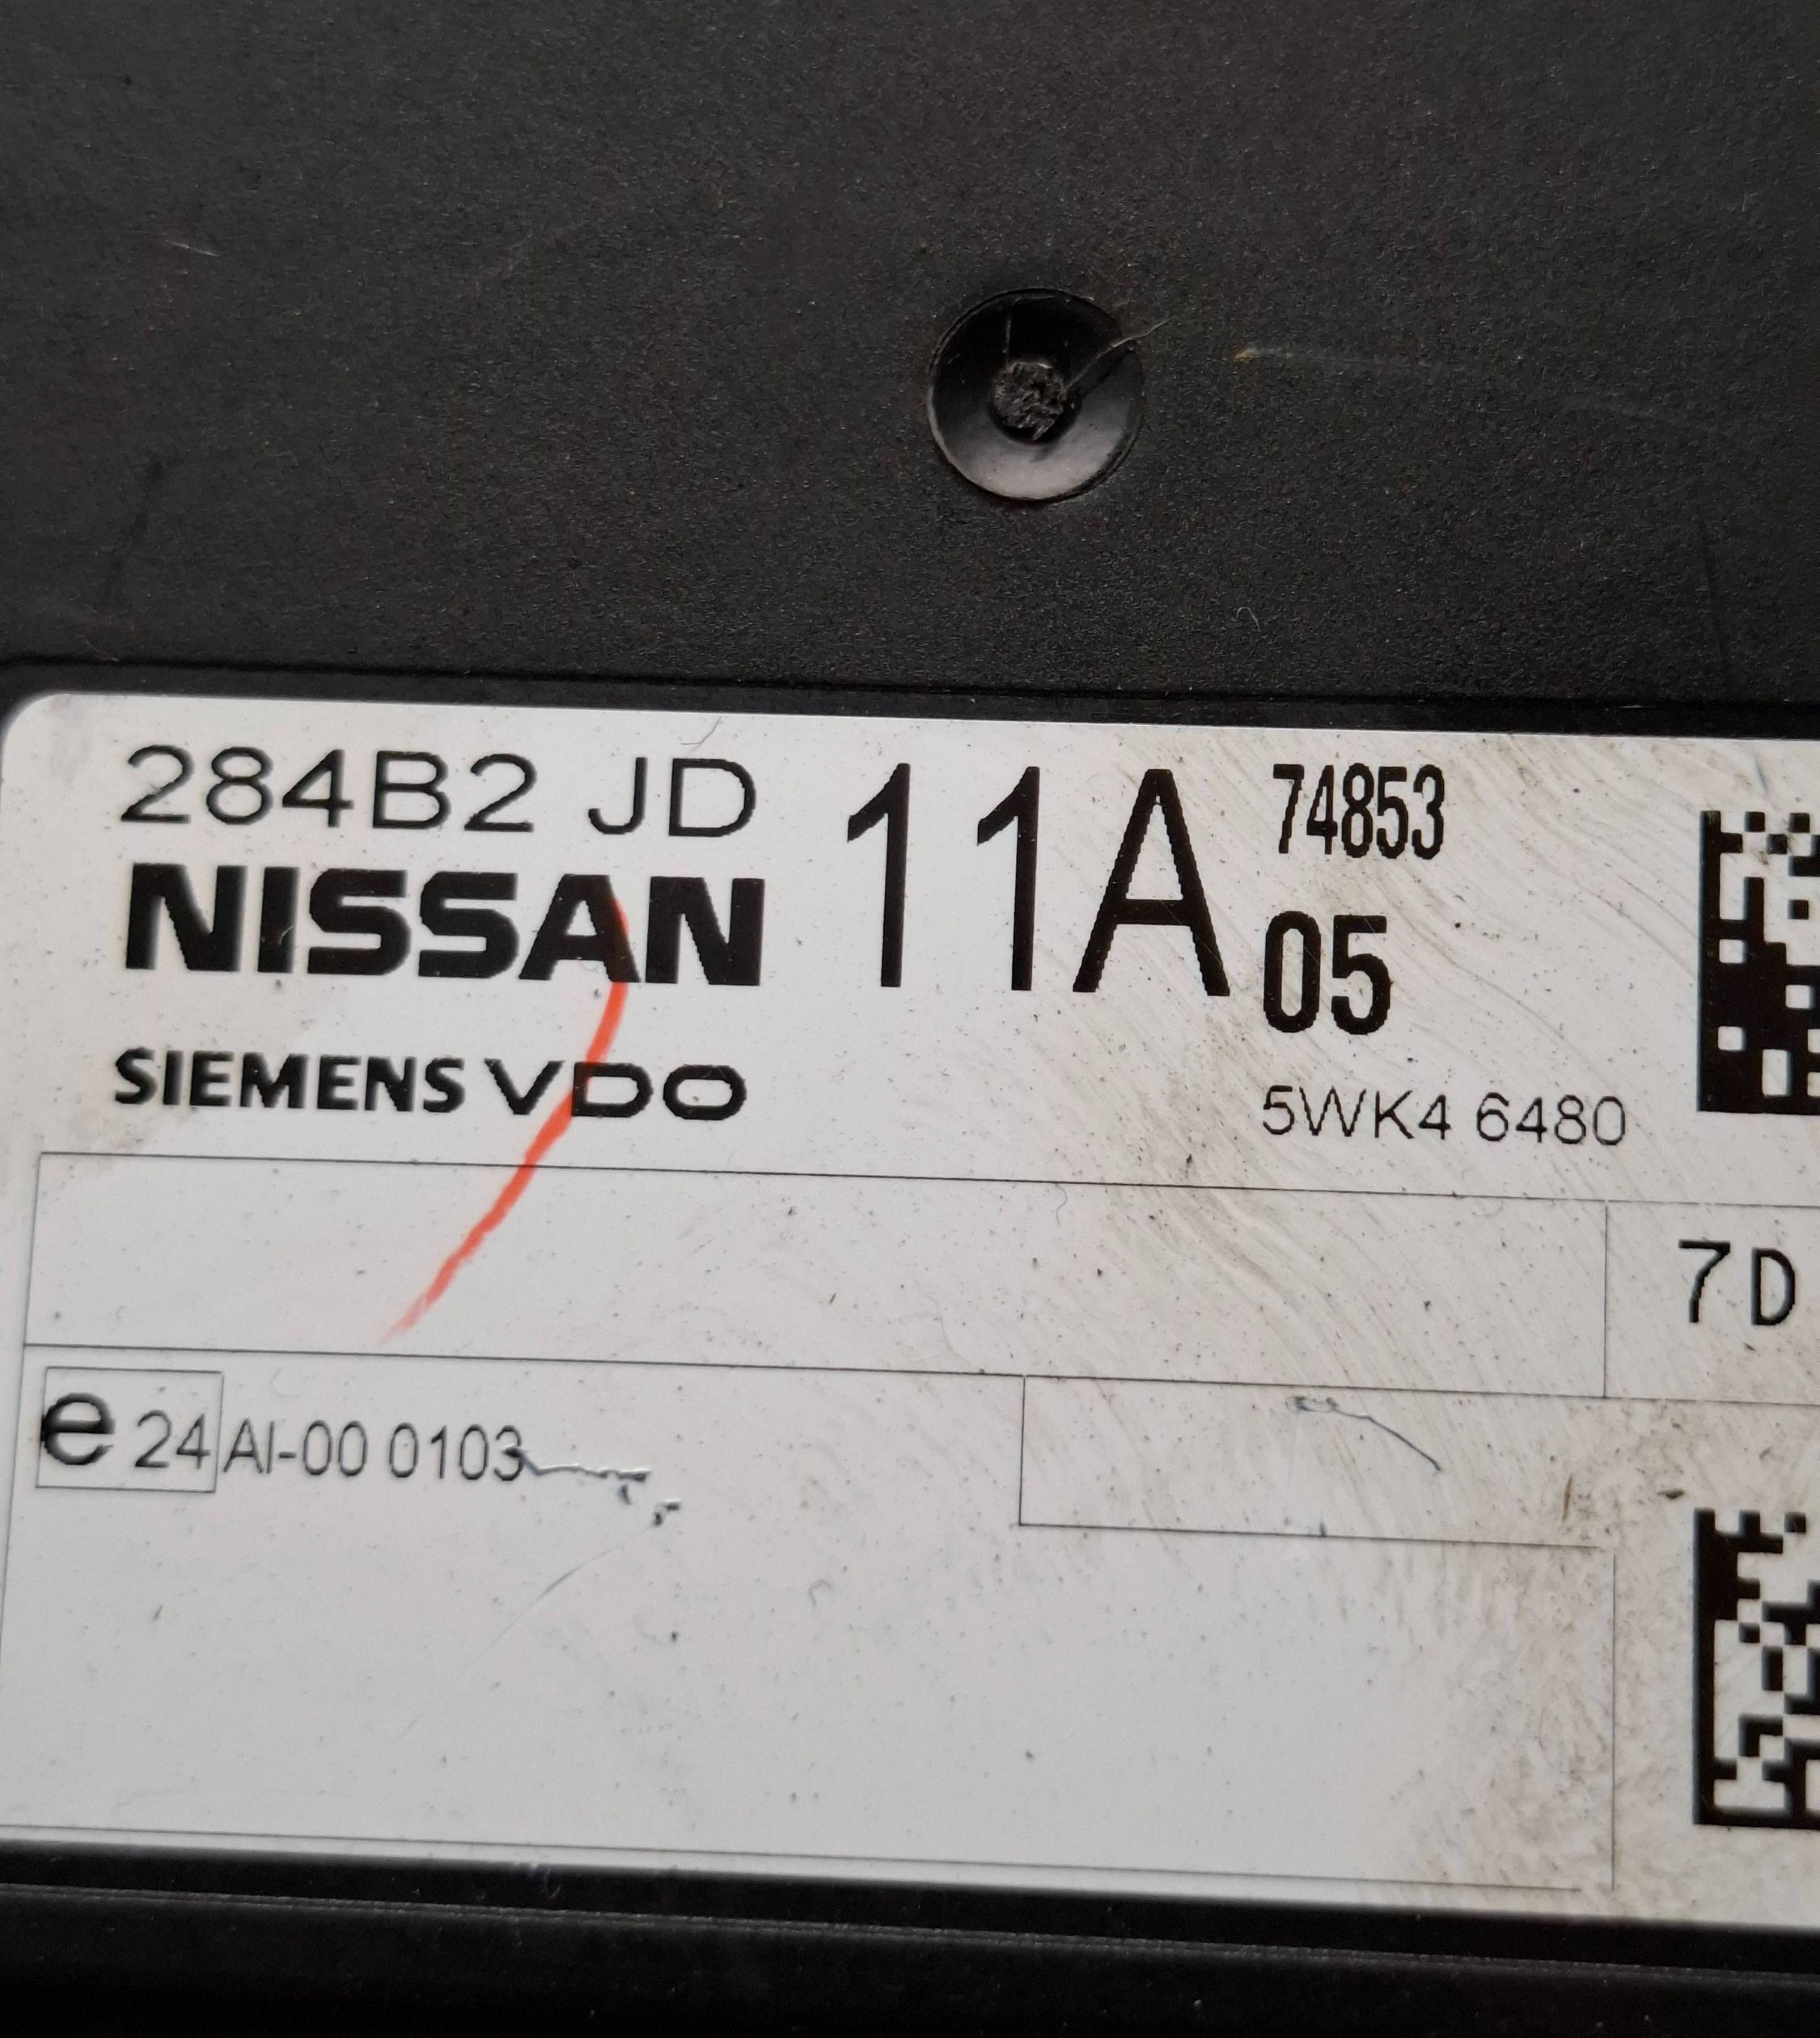 284B2 JD 11A 74853
NISSAN 05
SIEMENS VDO 5WK4 6480
7D
e 24 AI-00 0103